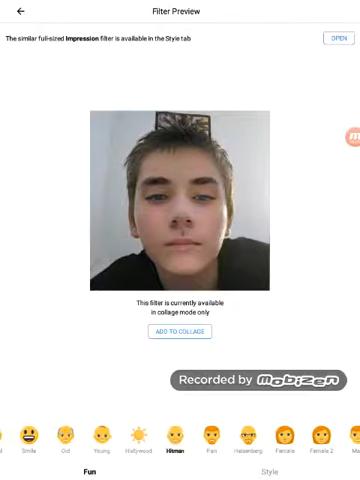 Filter Preview
The similar full-sized Impression filter is available in the Style tab
OPEN
This filter is currently available
in collage mode only
ADD TO COLLAGE
Recorded by mobizen
Smile
Old
Young
Hollywood
Hitman
Pan
Heisenberg
Female
Female 2
Fun
Style